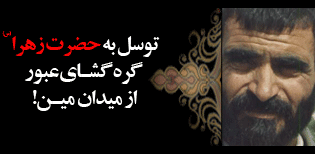 توسل به حضرت زهرا(س)
گره گشای عبور
از میدان مین!